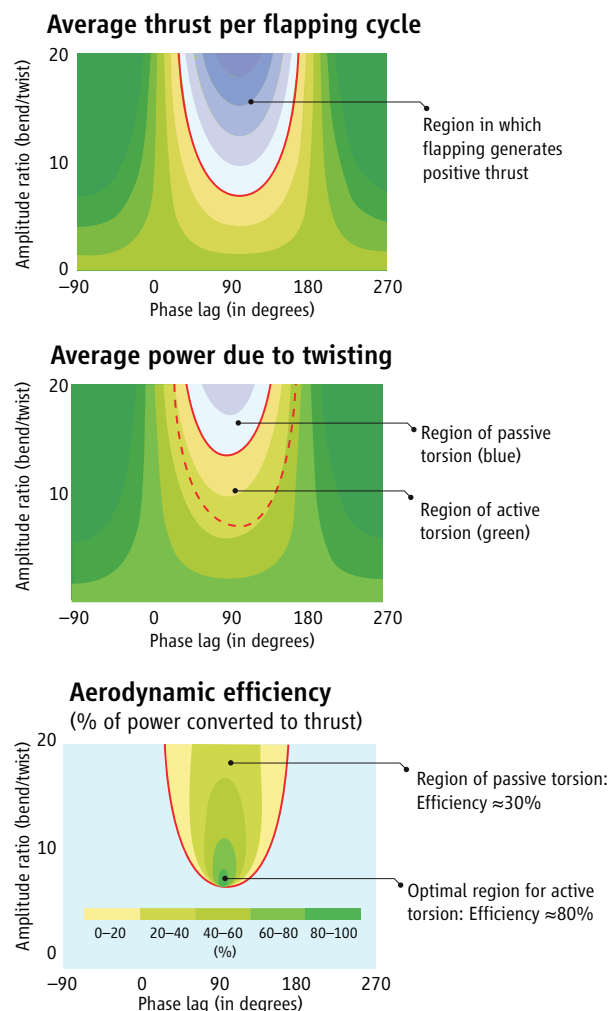 Average thrust per flapping cycle
Amplitude ratio (bend/twist)
20
10
0
Region in which
flapping generates
positive thrust
–90 0 90 180 270
Phase lag (in degrees)
Average power due to twisting
Amplitude ratio (bend/twist)
20
10
Region of passive
torsion (blue)
Region of active
torsion (green)
–90 0 90 180 270
Phase lag (in degrees)
Aerodynamic efficiency
(% of power converted to thrust)
Amplitude ratio (bend/twist)
20
10
0
Region of passive torsion:
Efficiency ≈30%
Optimal region for active
torsion: Efficiency ≈80%
0–20 20–40 40–60 60–80 80–100
(%)
–90 0 90 180 270
Phase lag (in degrees)